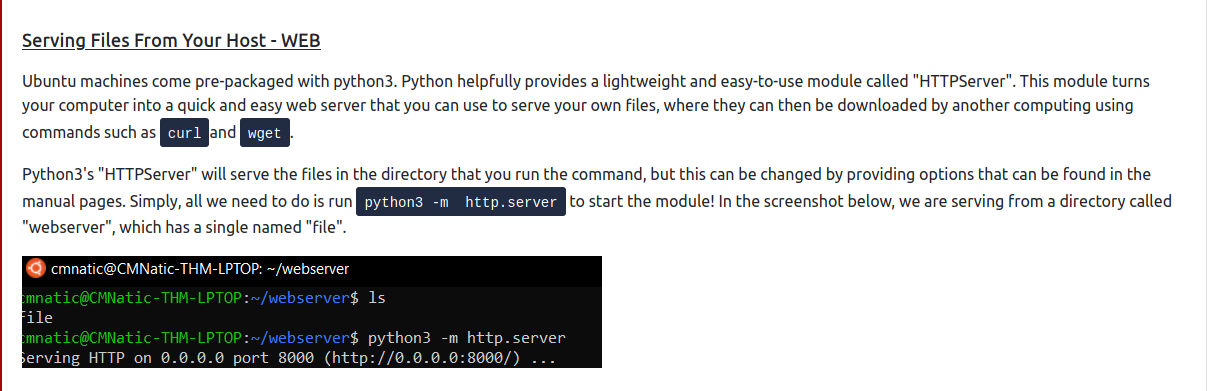 Serving Files From Your Host - WEB
Ubuntu machines come pre-packaged with python3. Python helpfully provides a lightweight and easy-to-use module called "HTTPServer". This module turns
your computer into a quick and easy web server that you can use to serve your own files, where they can then be downloaded by another computing using
commands such as curl and wget .
Python3's "HTTPServer" will serve the files in the directory that you run the command, but this can be changed by providing options that can be found in the
manual pages. Simply, all we need to do is run python3 -m  http.server to start the module! In the screenshot below, we are serving from a directory called
"webserver", which has a single named "file".
cmnatic@CMNatic-THM-LPTOP: ~/webserver
cmnatic@CMNatic-THM-LPTOP:~/webserver$ ls
file
cmnatic@CMNatic-THM-LPTOP:~/webserver$ python3 -m http.server
Serving HTTP on 0.0.0.0 port 8000 (http://0.0.0.0:8000/) ...